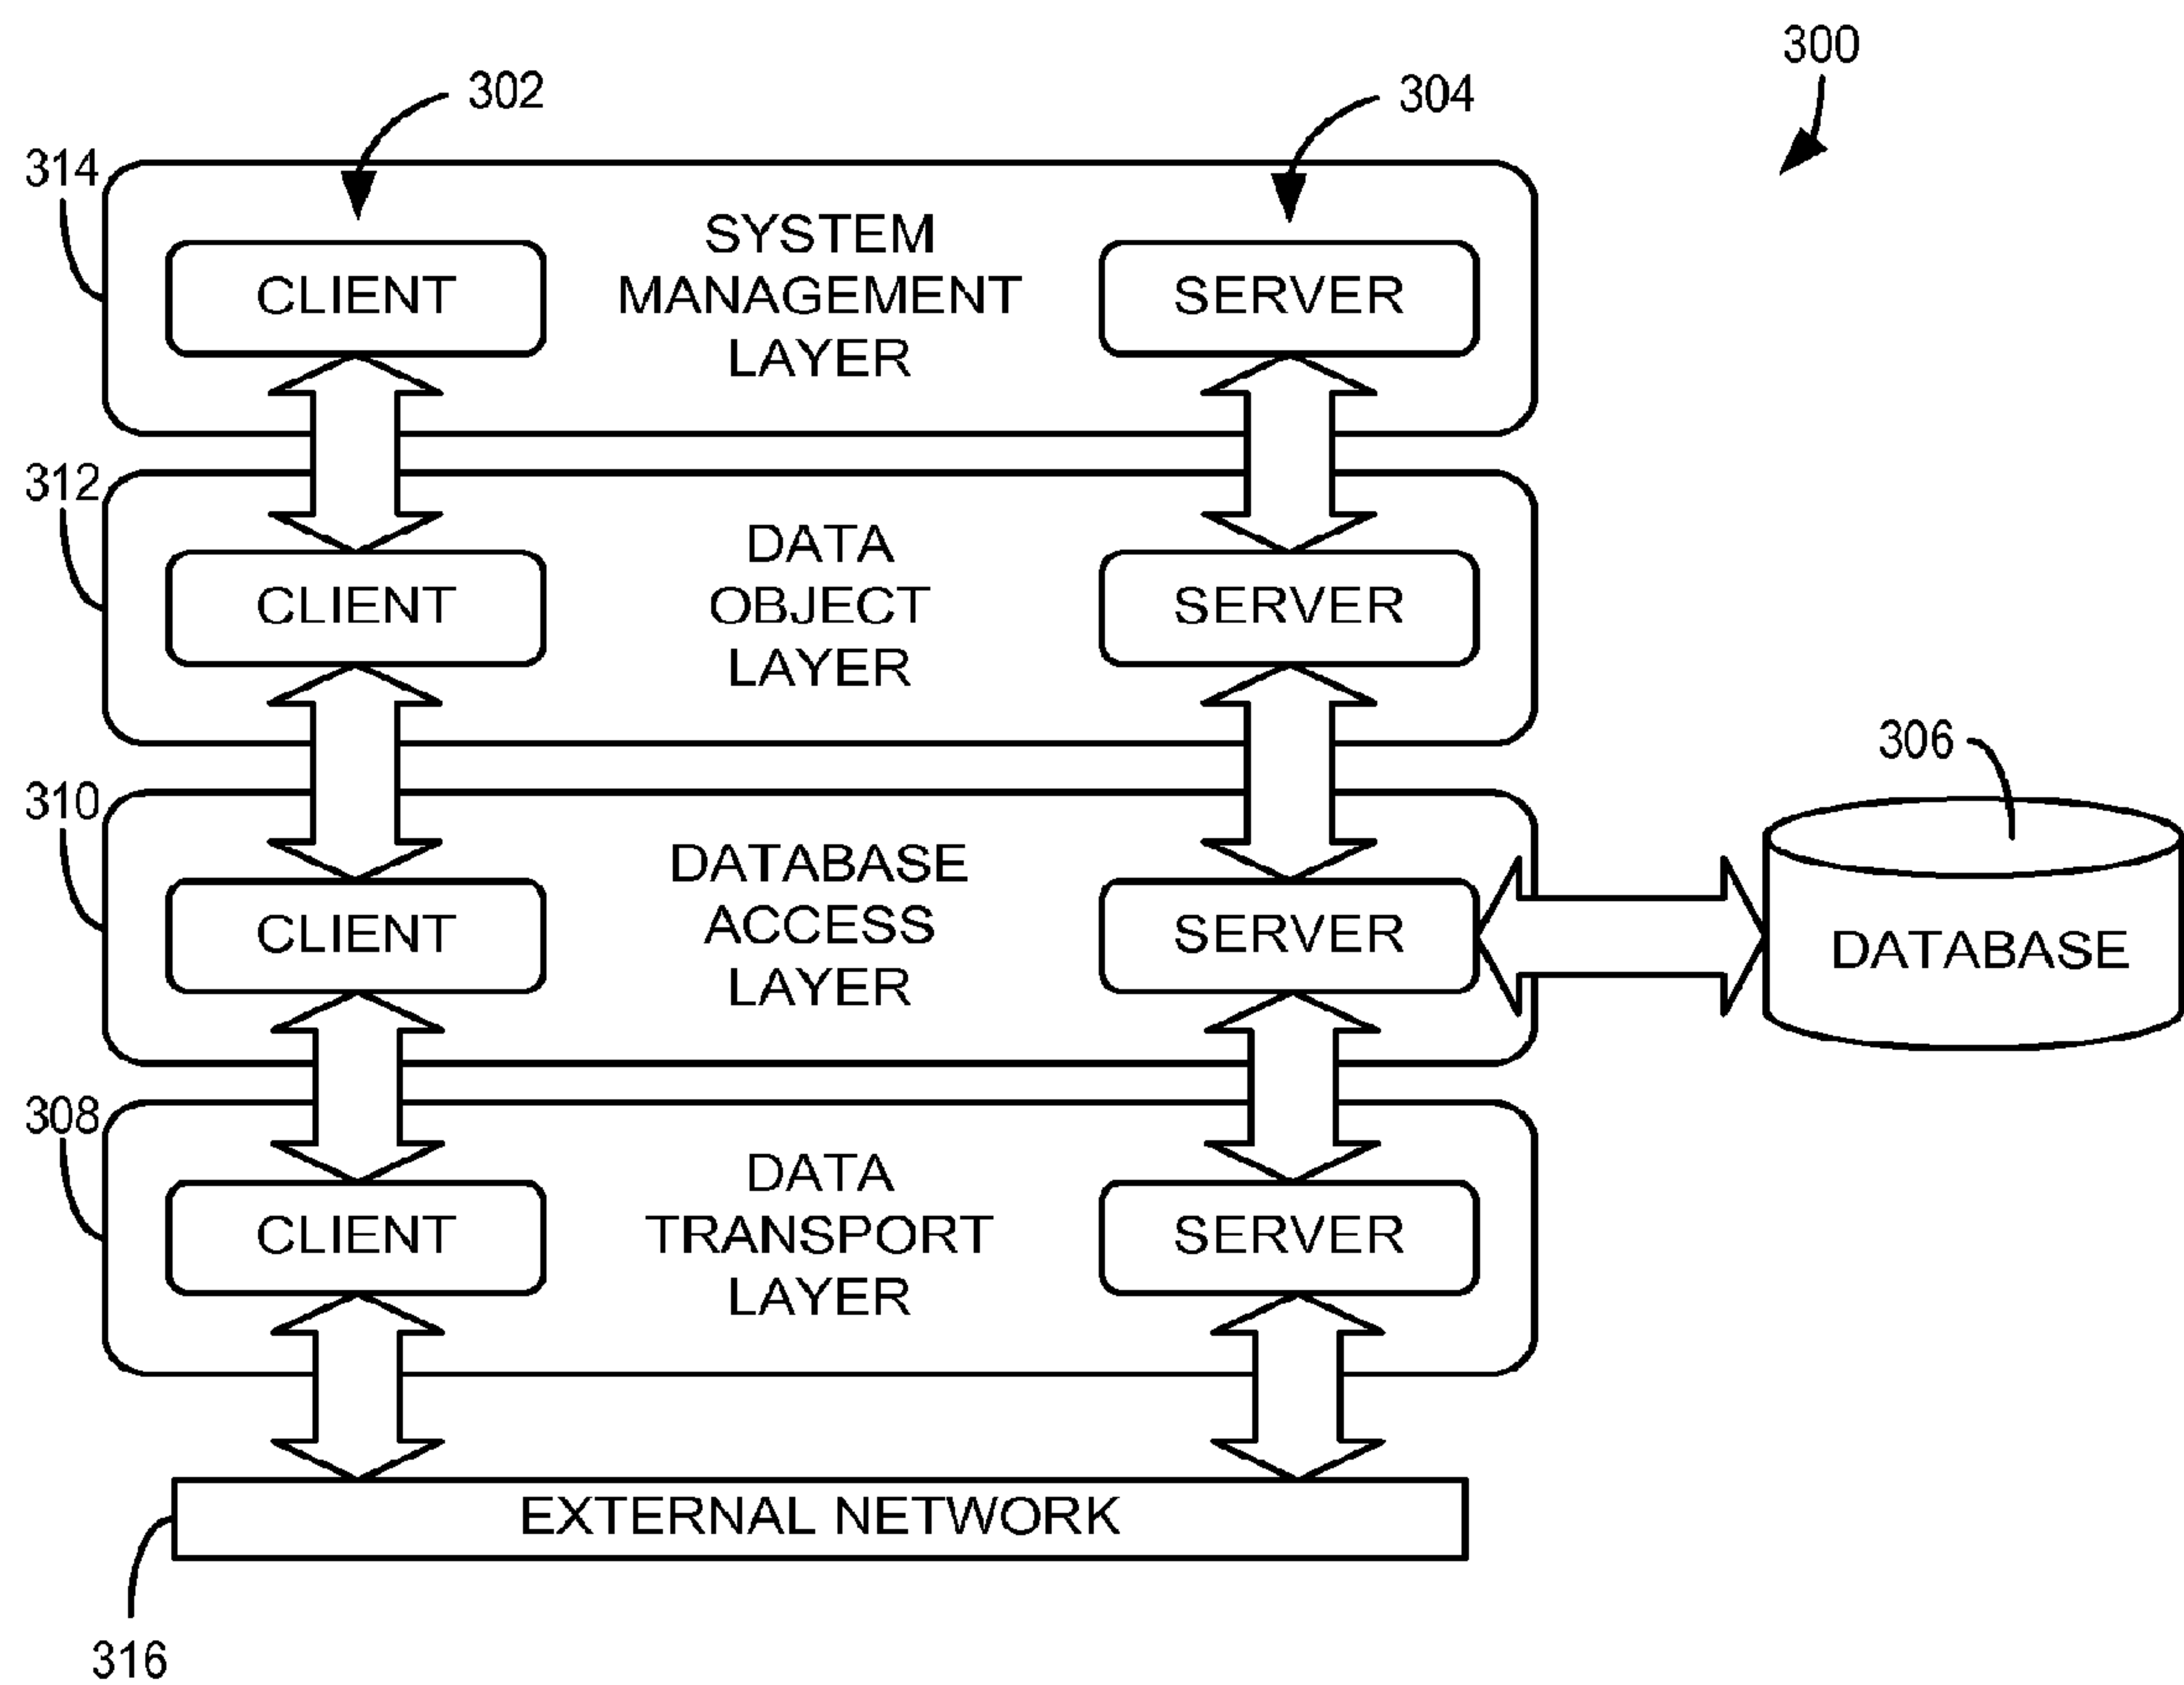 300
302
304
314
SYSTEM
MANAGEMENT
LAYER
CLIENT
SERVER
312
DATA
OBJECT
LAYER
CLIENT
SERVER
306
310
DATABASE
ACCESS
LAYER
CLIENT
SERVER
DATABASE
308
DATA
TRANSPORT
LAYER
CLIENT
SERVER
EXTERNAL NETWORK
316